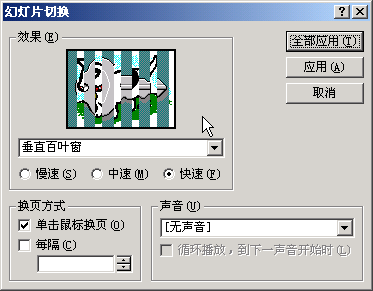 幻灯片切换
效果(E)
全部应用(T)
应用(A)
取消
垂直百叶窗
慢速(S) 中速(M) 快速(F)
换页方式
单击鼠标换页(O)
每隔(C)
声音(U)
[无声音]
循环播放，到下一声音开始时(L)